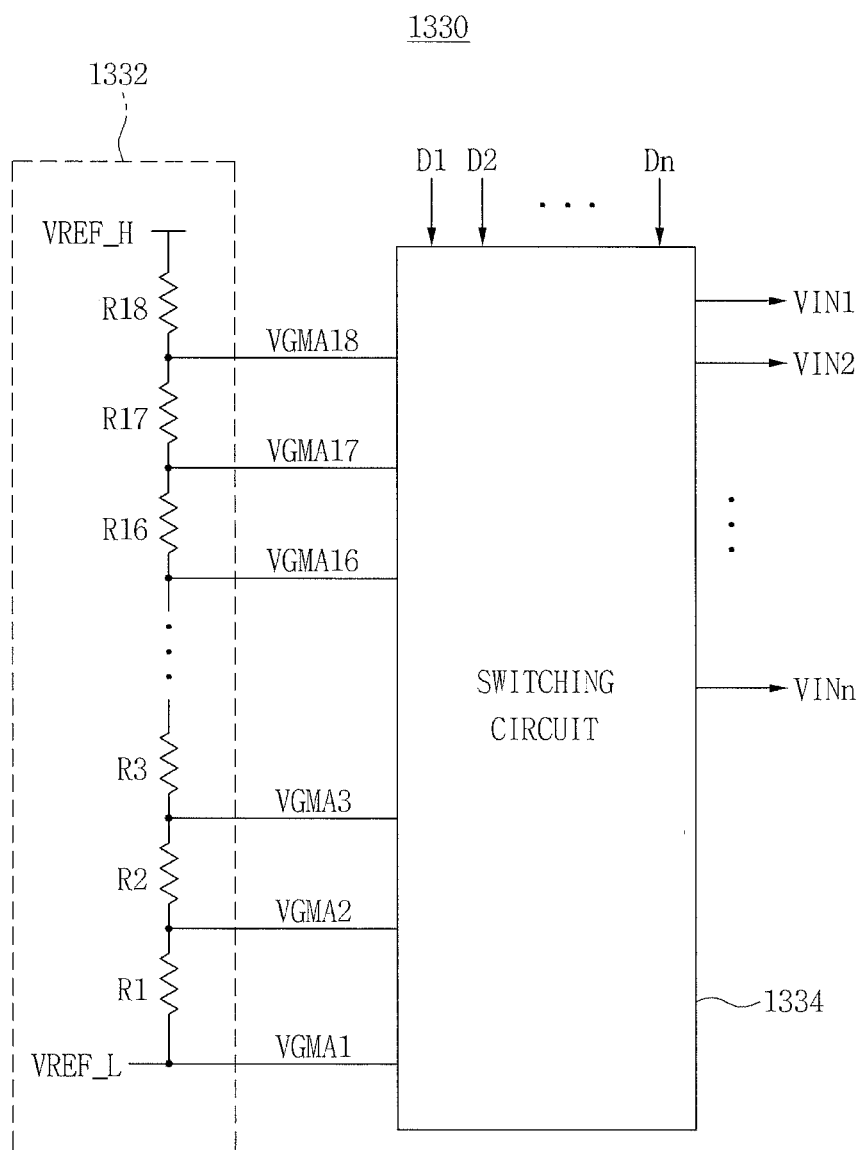 1330
1332
D1 D2 ... Dn
VREF_H
VIN1
R18
VGMA18
VIN2
R17
VGMA17
R16
VGMA16
SWITCHING
CIRCUIT
VINn
R3
VGMA3
R2
VGMA2
R1
1334
VREF_L
VGMA1